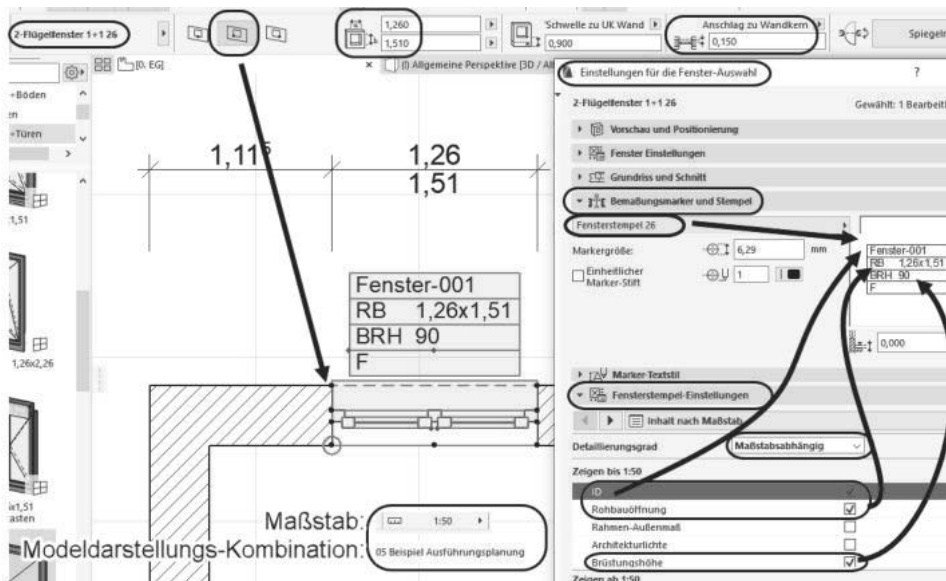 2-Flügelfenster 1+1 26
1,260
1,510
'Schwelle zu UK Wand
0,900
Anschlag zu Wandkern
0,150
Spiegeln
[0. EG]
(!) Allgemeine Perspektive [3D / All
Einstellungen für die Fenster-Auswahl
?
2-Flügelfenster 1+1 26
Gewählt: 1 Bearbeit
Vorschau und Positionierung
Fenster Einstellungen
Grundriss und Schnitt
Bemaßungsmarker und Stempel
Fensterstempel 26
Markergröße:
6,29
mm
Einheitlicher
Marker-Stift
1
Fenster-001
RB 1,26x1,51
BRH 90
F
0,000
Marker-Textstil
Fensterstempel-Einstellungen
Inhalt nach Maßstab
Detaillierungsgrad
Maßstabsabhängig
Zeigen bis 1:50
ID
Rohbauöffnung
Rahmen-Außenmaß
Architekturlichte
Brüstungshöhe
Zeigen ab 1:50
+Böden
en
+Türen
1,51
1,26x2,26
x1,51
asten
1,11⁵
1,26
1,51
Fenster-001
RB 1,26x1,51
BRH 90
F
Maßstab:
1:50
Modeldarstellungs-Kombination:
05 Beispiel Ausführungsplanung